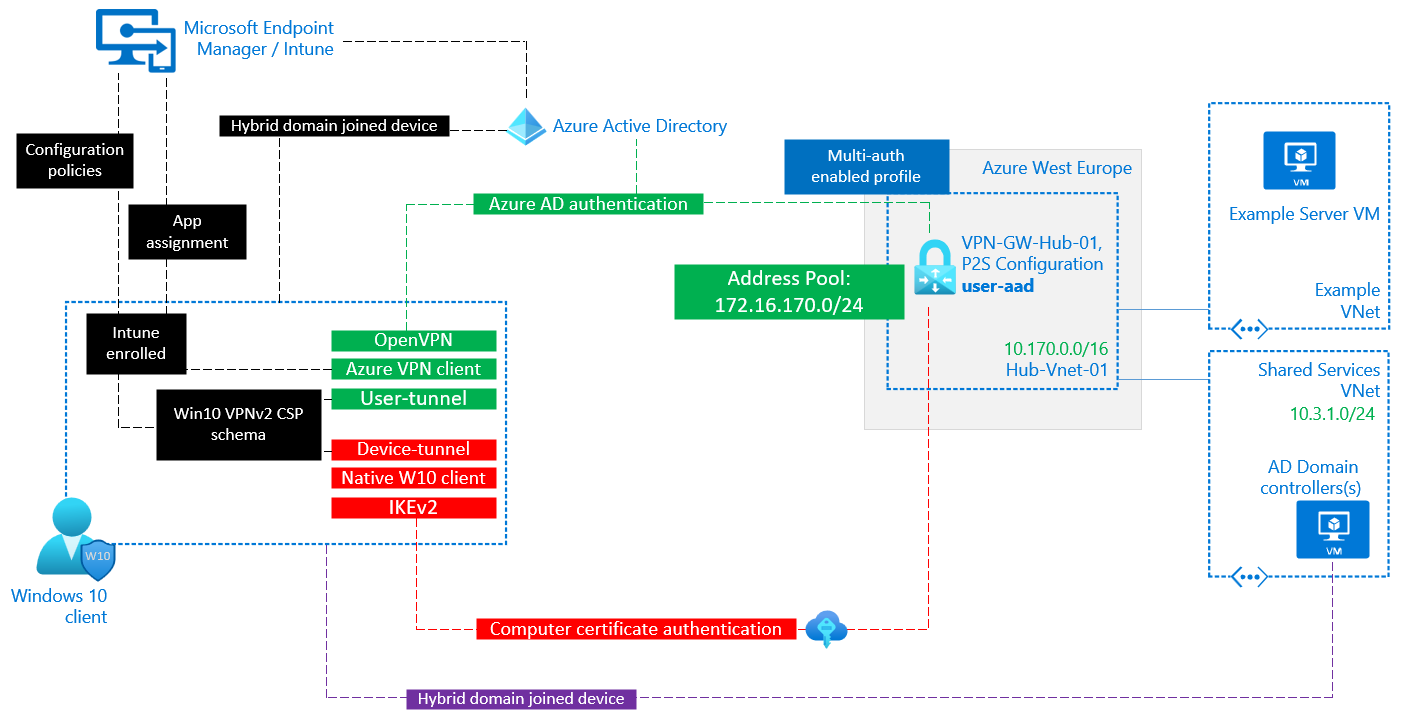 Microsoft Endpoint
Manager / Intune
Hybrid domain joined device
Azure Active Directory
Configuration
policies
App
assignment
Azure AD authentication
Multi-auth
enabled profile
Azure West Europe
VPN-GW-Hub-01,
P2S Configuration
user-aad
Address Pool:
172.16.170.0/24
10.170.0.0/16
Hub-Vnet-01
VM
Example Server VM
Example
VNet
Shared Services
VNet
10.3.1.0/24
AD Domain
controllers(s)
VM
Intune
enrolled
OpenVPN
Azure VPN client
User-tunnel
Win10 VPNv2 CSP
schema
Device-tunnel
Native W10 client
IKEv2
W10
Windows 10
client
Computer certificate authentication
Hybrid domain joined device